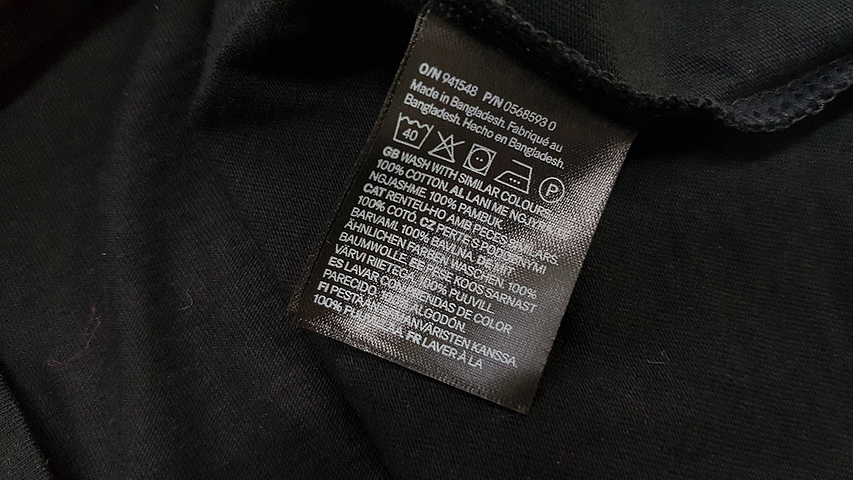 O/N 941548 P/N 0568593 0
Made in Bangladesh. Fabriqué au
Bangladesh. Hecho en Bangladesh.
40 P
GB WASH WITH SIMILAR COLOURS.
100% COTTON. AL LANI ME NGJYRA
NGJASHME. 100% PAMBUK.
CAT RENTEU-HO AMB PECES SIMILARS.
100% COTÓ. CZ PERTE S PODOBNÝMI
BARVAMI. 100% BAVLNA. DE MIT
ÄHNLICHEN FARBEN WASCHEN. 100%
BAUMWOLLE. EE PESE KOOS SARNAST
VÄRVI RIIETEGA. 100% PUUVILL.
ES LAVAR CON PRENDAS DE COLOR
PARECIDO. ALGODÓN.
FI PESTÄVÄ SAMANVÄRISTEN KANSSA.
100% PUUVILLA. FR LAVER À LA